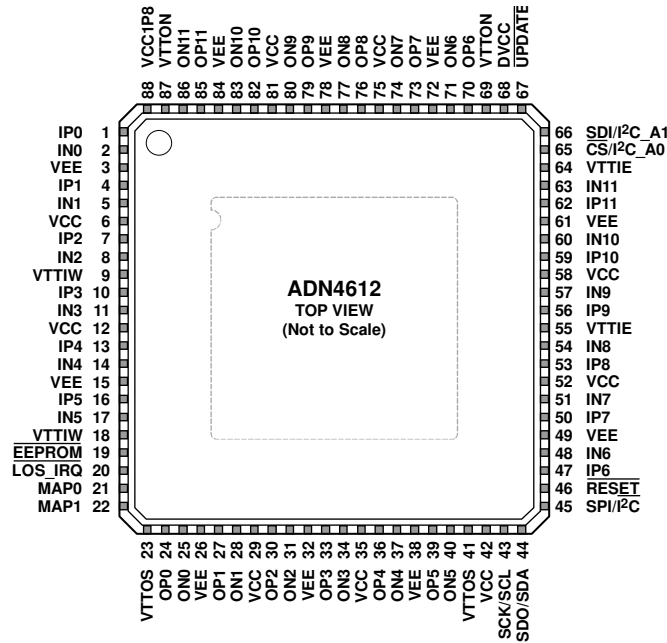 88 VCC1P8
87 VTTON
86 ON11
85 OP11
84 VEE
83 ON10
82 OP10
81 VCC
80 ON9
79 OP9
78 VEE
77 ON8
76 OP8
75 VCC
74 ON7
73 OP7
72 VEE
71 ON6
70 OP6
69 VTTON
68 DVCC
67 UPDATE
IP0 1
IN0 2
VEE 3
IP1 4
IN1 5
VCC 6
IP2 7
IN2 8
VTTIW 9
IP3 10
IN3 11
VCC 12
IP4 13
IN4 14
VEE 15
IP5 16
IN5 17
VTTIW 18
EEPROM 19
LOS_IRQ 20
MAP0 21
MAP1 22
ADN4612
TOP VIEW
(Not to Scale)
66 SDI/I²C_A1
65 CS/I²C_A0
64 VTTIE
63 IN11
62 IP11
61 VEE
60 IN10
59 IP10
58 VCC
57 IN9
56 IP9
55 VTTIE
54 IN8
53 IP8
52 VCC
51 IN7
50 IP7
49 VEE
48 IN6
47 IP6
46 RESET
45 SPI/I²C
VTTOS 23
OP0 24
ON0 25
VEE 26
OP1 27
ON1 28
VCC 29
OP2 30
ON2 31
VEE 32
OP3 33
ON3 34
VCC 35
OP4 36
ON4 37
VEE 38
OP5 39
ON5 40
VTTOS 41
VCC 42
SCK/SCL 43
SDO/SDA 44